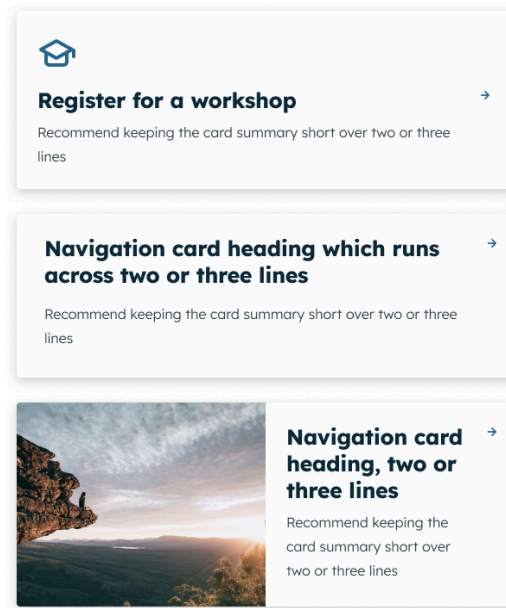 Register for a workshop
Recommend keeping the card summary short over two or three
lines
Navigation card heading which runs
across two or three lines
Recommend keeping the card summary short over two or three
lines
Navigation card
heading, two or
three lines
Recommend keeping the
card summary short over
two or three lines